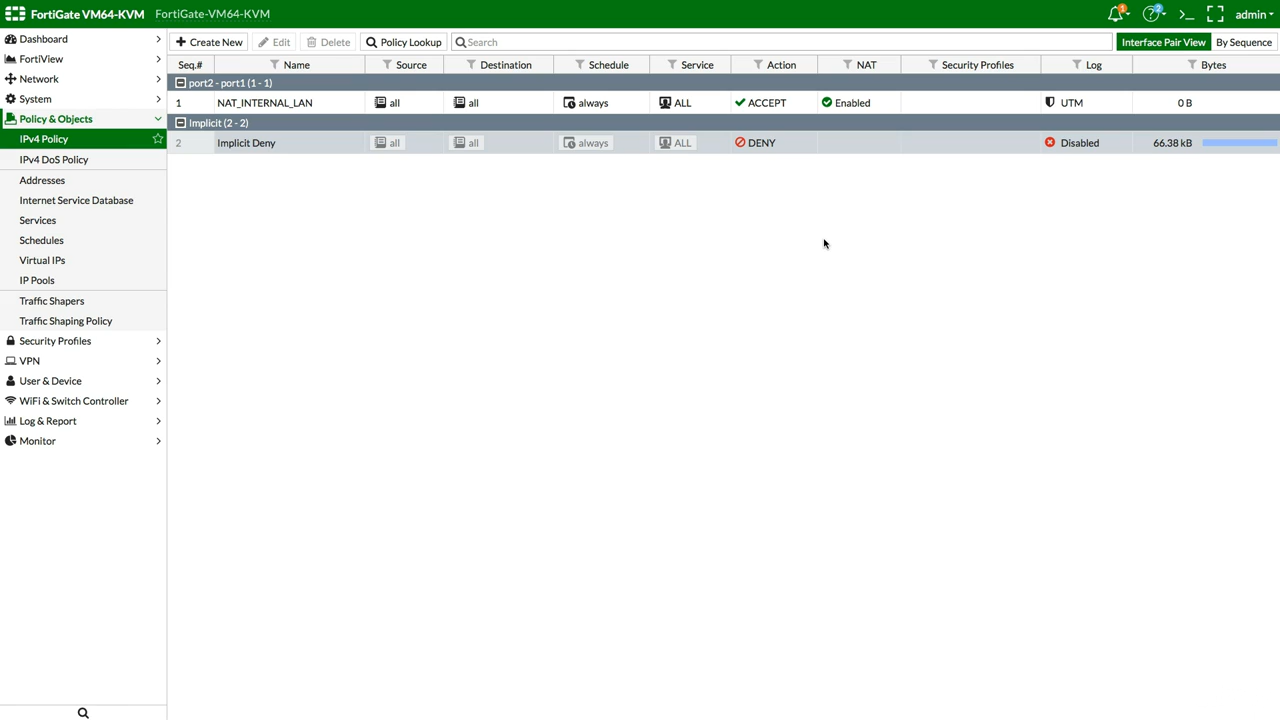 FortiGate VM64-KVM FortiGate-VM64-KVM 1 2 >_ admin
Dashboard
FortiView
Network
System
Policy & Objects
IPv4 Policy
IPv4 DoS Policy
Addresses
Internet Service Database
Services
Schedules
Virtual IPs
IP Pools
Traffic Shapers
Traffic Shaping Policy
Security Profiles
VPN
User & Device
WiFi & Switch Controller
Log & Report
Monitor
+ Create New Edit Delete Policy Lookup Search Interface Pair View By Sequence
Seq.# Name Source Destination Schedule Service Action NAT Security Profiles Log Bytes
port2 - port1 (1 - 1)
1 NAT_INTERNAL_LAN all all always ALL ACCEPT Enabled UTM 0 B
Implicit (2 - 2)
2 Implicit Deny all all always ALL DENY Disabled 66.38 kB